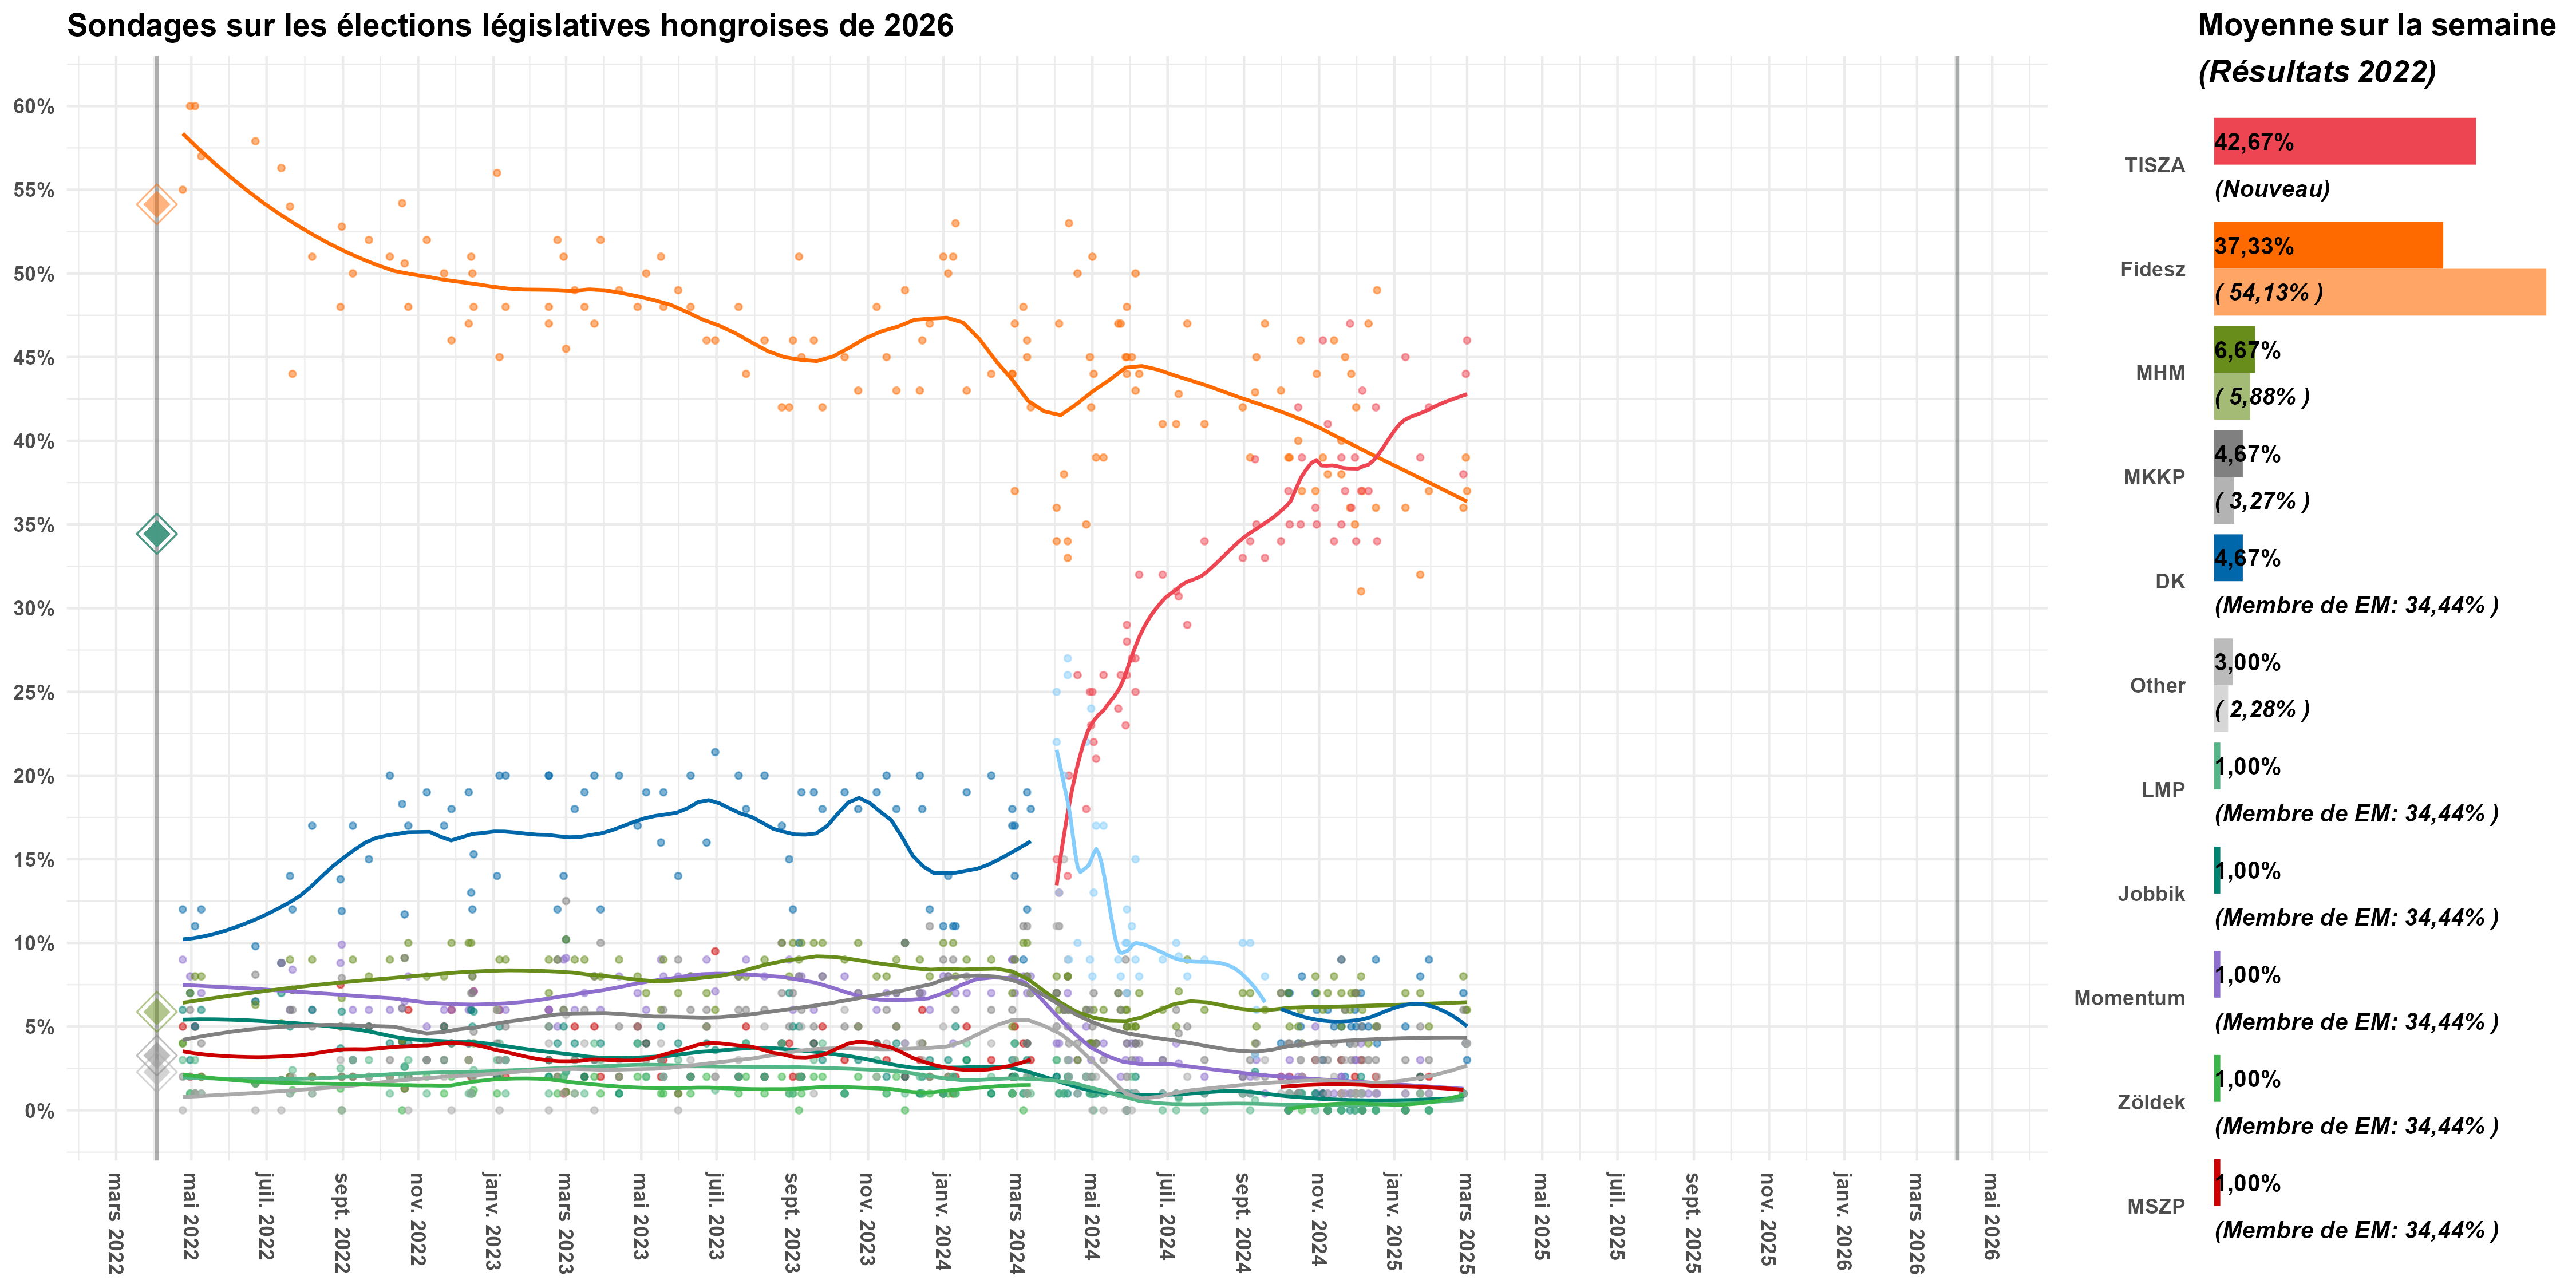 Sondages sur les élections législatives hongroises de 2026
60%
55%
50%
45%
40%
35%
30%
25%
20%
15%
10%
5%
0%
mars 2022
mai 2022
juil. 2022
sept. 2022
nov. 2022
janv. 2023
mars 2023
mai 2023
juil. 2023
sept. 2023
nov. 2023
janv. 2024
mars 2024
mai 2024
juil. 2024
sept. 2024
nov. 2024
janv. 2025
mars 2025
mai 2025
juil. 2025
sept. 2025
nov. 2025
janv. 2026
mars 2026
mai 2026
Moyenne sur la semaine
(Résultats 2022)
TISZA
42,67%
(Nouveau)
Fidesz
37,33%
( 54,13% )
MHM
6,67%
( 5,88% )
MKKP
4,67%
( 3,27% )
DK
4,67%
(Membre de EM: 34,44% )
Other
3,00%
( 2,28% )
LMP
1,00%
(Membre de EM: 34,44% )
Jobbik
1,00%
(Membre de EM: 34,44% )
Momentum
1,00%
(Membre de EM: 34,44% )
Zöldek
1,00%
(Membre de EM: 34,44% )
MSZP
1,00%
(Membre de EM: 34,44% )